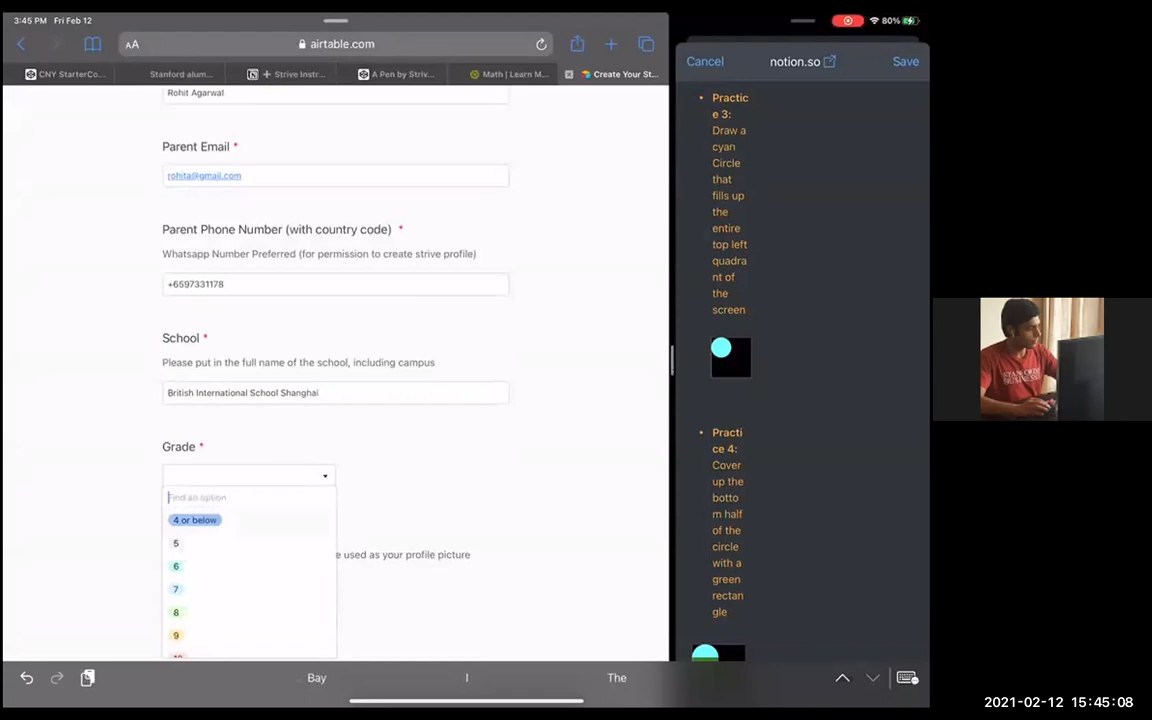 3:45 PM Fri Feb 12
80%
AA
airtable.com
Cancel
notion.so
Save
CNY StarterCo...
Stanford alum...
+ Strive Instr...
A Pen by Striv...
Math | Learn M...
Create Your St...
Rohit Agarwal
Parent Email *
rohita@gmail.com
Parent Phone Number (with country code) *
Whatsapp Number Preferred (for permission to create strive profile)
+6597331178
School *
Please put in the full name of the school, including campus
British International School Shanghai
Grade *
Find an option
4 or below
5
e used as your profile picture
6
7
8
9
10
Bay
I
The
• Practic
e 3:
Draw a
cyan
Circle
that
fills up
the
entire
top left
quadra
nt of
the
screen
• Practi
ce 4:
Cover
up the
botto
m half
of the
circle
with a
green
rectan
gle
STANFORD
BUSINESS
2021-02-12 15:45:08